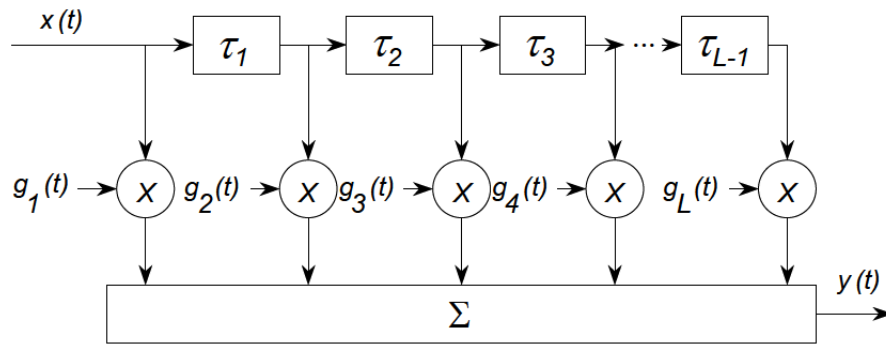 x(t)
τ1 τ2 τ3 ... τL-1
g1(t) X g2(t) X g3(t) X g4(t) X gL(t) X
y(t)
Σ